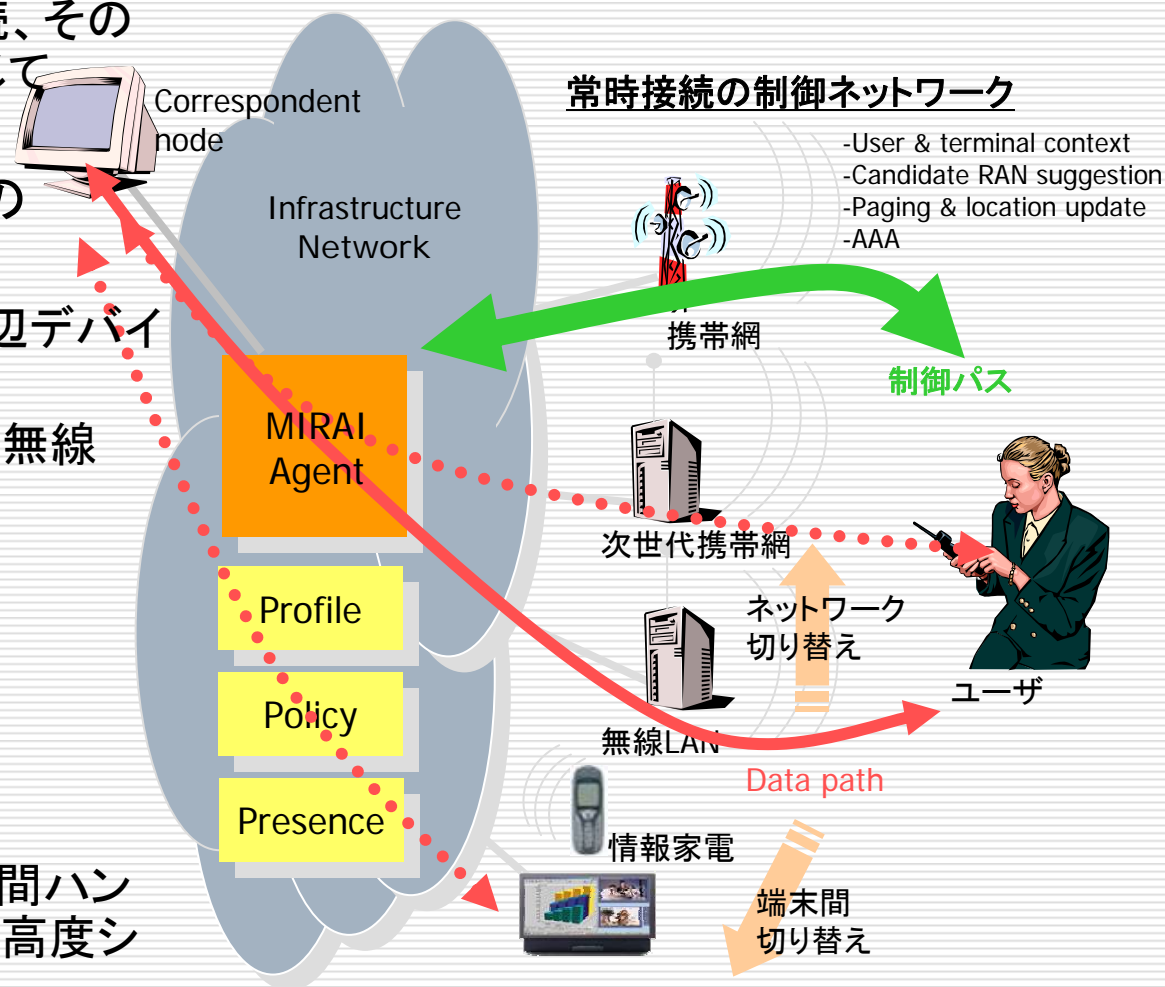 、その
て
の
辺デバイ
無線
間ハン
高度シ
Correspondent
node
Infrastructure
Network
常時接続の制御ネットワーク
-User & terminal context
-Candidate RAN suggestion
-Paging & location update
-AAA
携帯網
制御パス
MIRAI
Agent
次世代携帯網
ネットワーク
切り替え
ユーザ
Profile
Policy
Presence
無線LAN
Data path
情報家電
端末間
切り替え